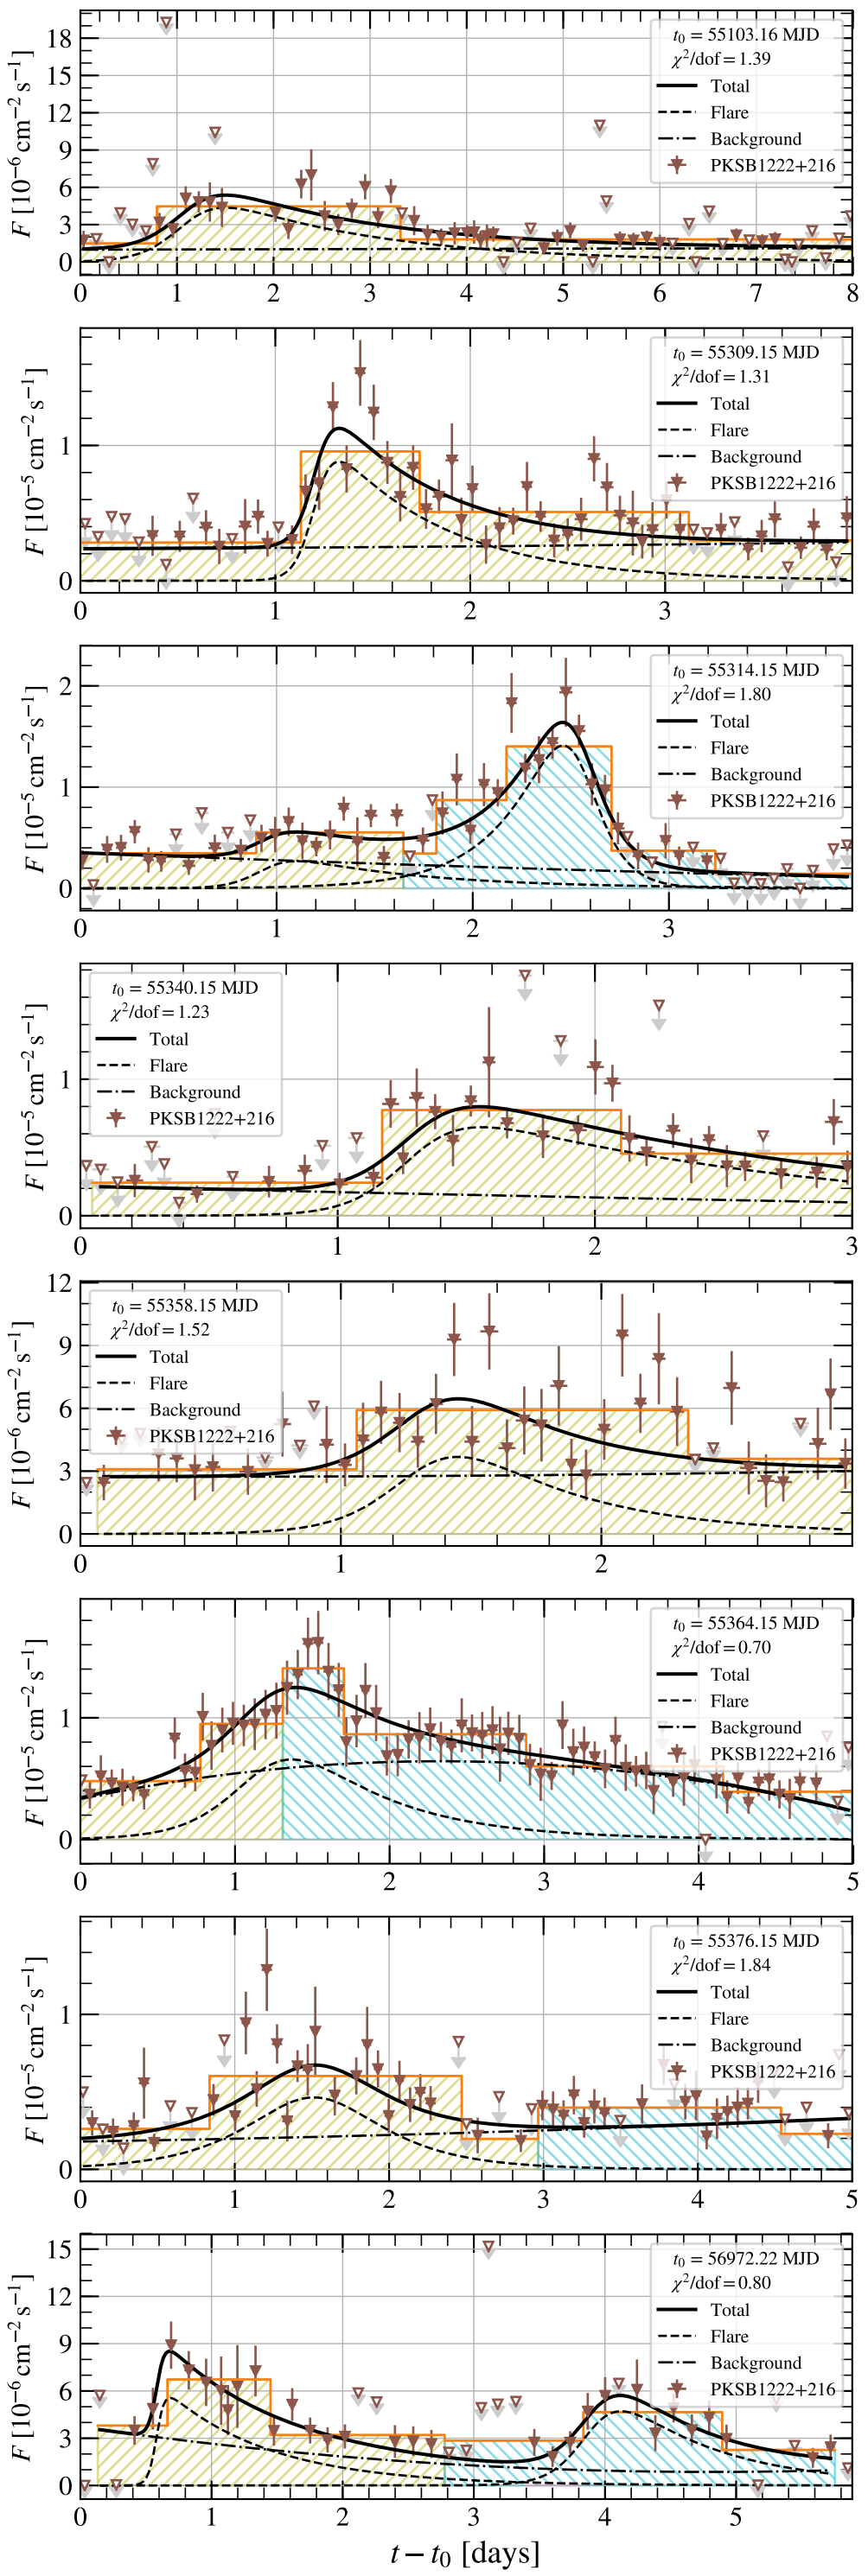 F [10⁻⁶ cm⁻² s⁻¹]
18
15
12
9
6
3
0
t₀ = 55103.16 MJD
χ²/dof = 1.39
Total
Flare
Background
PKSB1222+216
0 1 2 3 4 5 6 7 8
F [10⁻⁵ cm⁻² s⁻¹]
1
0
t₀ = 55309.15 MJD
χ²/dof = 1.31
Total
Flare
Background
PKSB1222+216
0 1 2 3
F [10⁻⁵ cm⁻² s⁻¹]
2
1
0
t₀ = 55314.15 MJD
χ²/dof = 1.80
Total
Flare
Background
PKSB1222+216
0 1 2 3
F [10⁻⁵ cm⁻² s⁻¹]
1
0
t₀ = 55340.15 MJD
χ²/dof = 1.23
Total
Flare
Background
PKSB1222+216
0 1 2 3
F [10⁻⁶ cm⁻² s⁻¹]
12
9
6
3
0
t₀ = 55358.15 MJD
χ²/dof = 1.52
Total
Flare
Background
PKSB1222+216
0 1 2
F [10⁻⁵ cm⁻² s⁻¹]
1
0
t₀ = 55364.15 MJD
χ²/dof = 0.70
Total
Flare
Background
PKSB1222+216
0 1 2 3 4 5
F [10⁻⁵ cm⁻² s⁻¹]
1
0
t₀ = 55376.15 MJD
χ²/dof = 1.84
Total
Flare
Background
PKSB1222+216
0 1 2 3 4 5
F [10⁻⁶ cm⁻² s⁻¹]
15
12
9
6
3
0
t₀ = 56972.22 MJD
χ²/dof = 0.80
Total
Flare
Background
PKSB1222+216
0 1 2 3 4 5
t − t₀ [days]